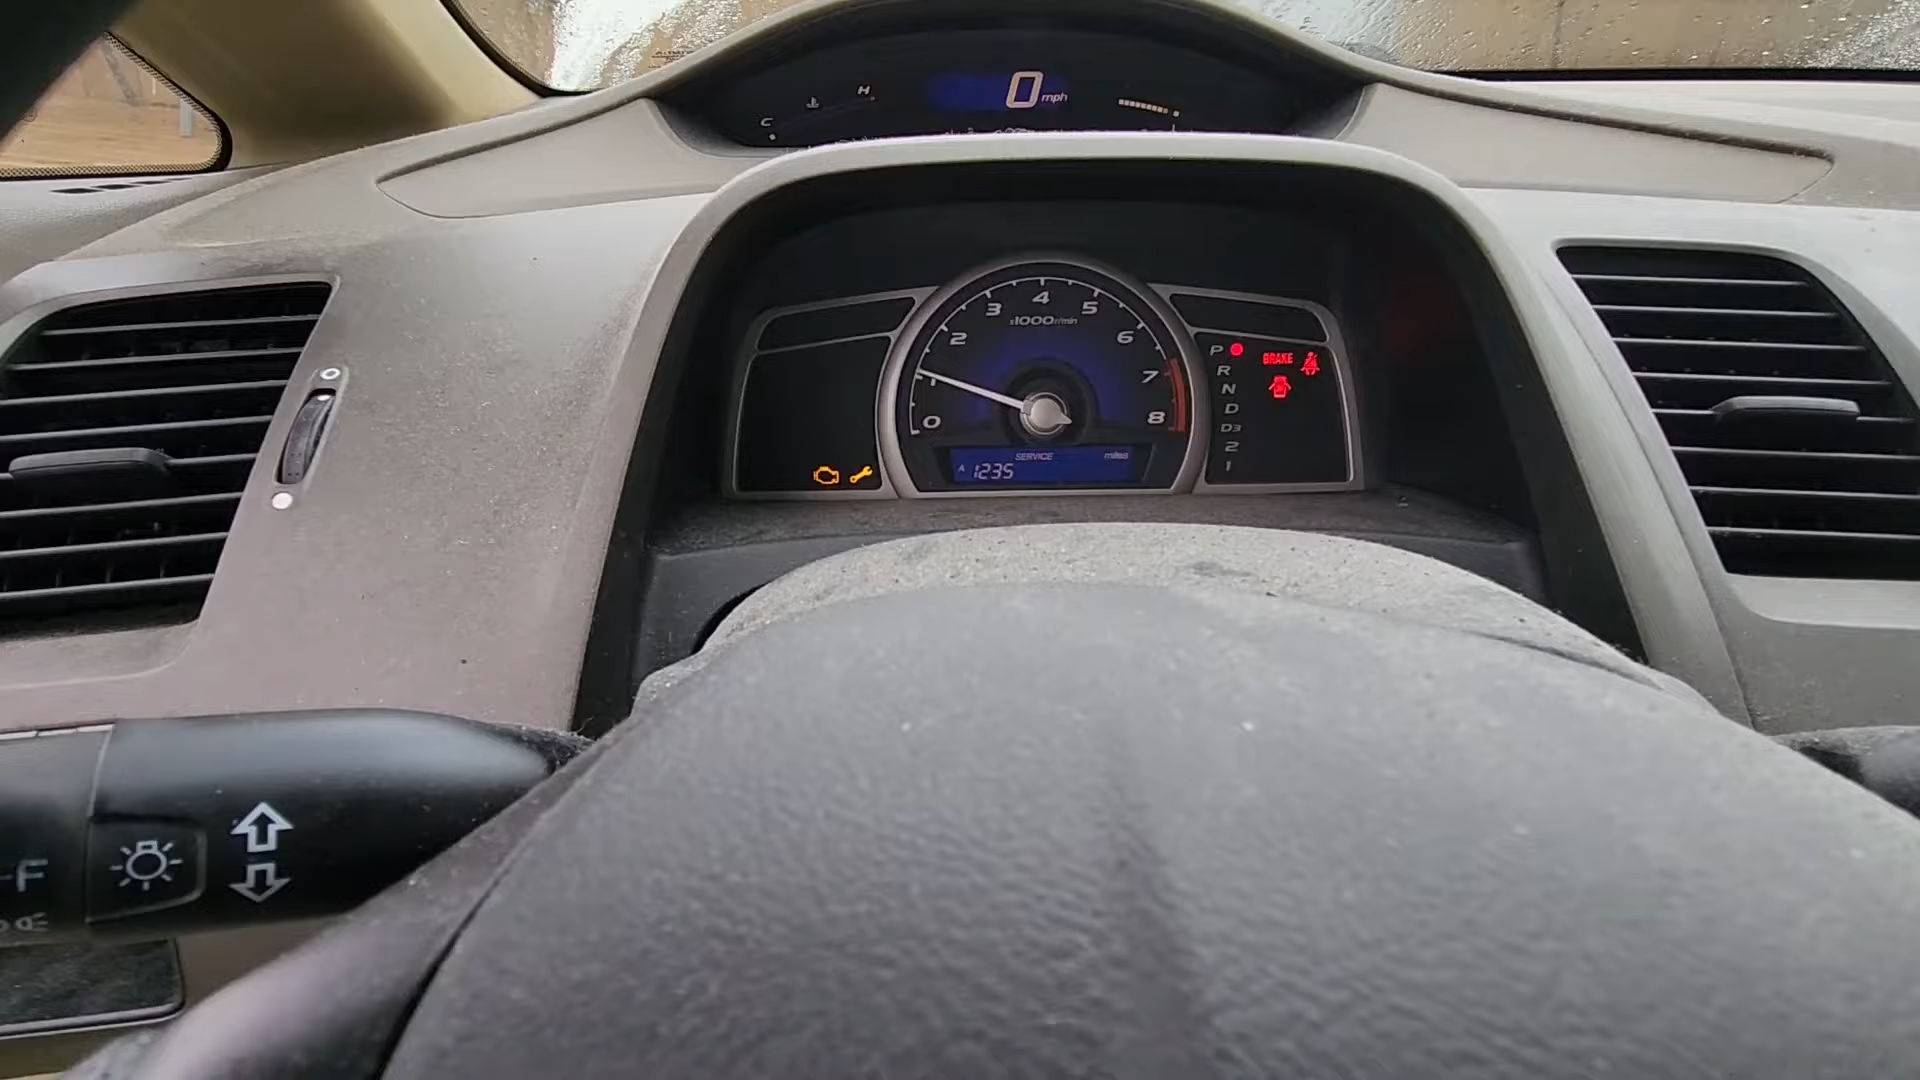 H
C
0 mph
4
3 5
x1000r/min
2 6
1 7
0 8
SERVICE miles
A 1235
P BRAKE
R
N
D
D3
2
1
F